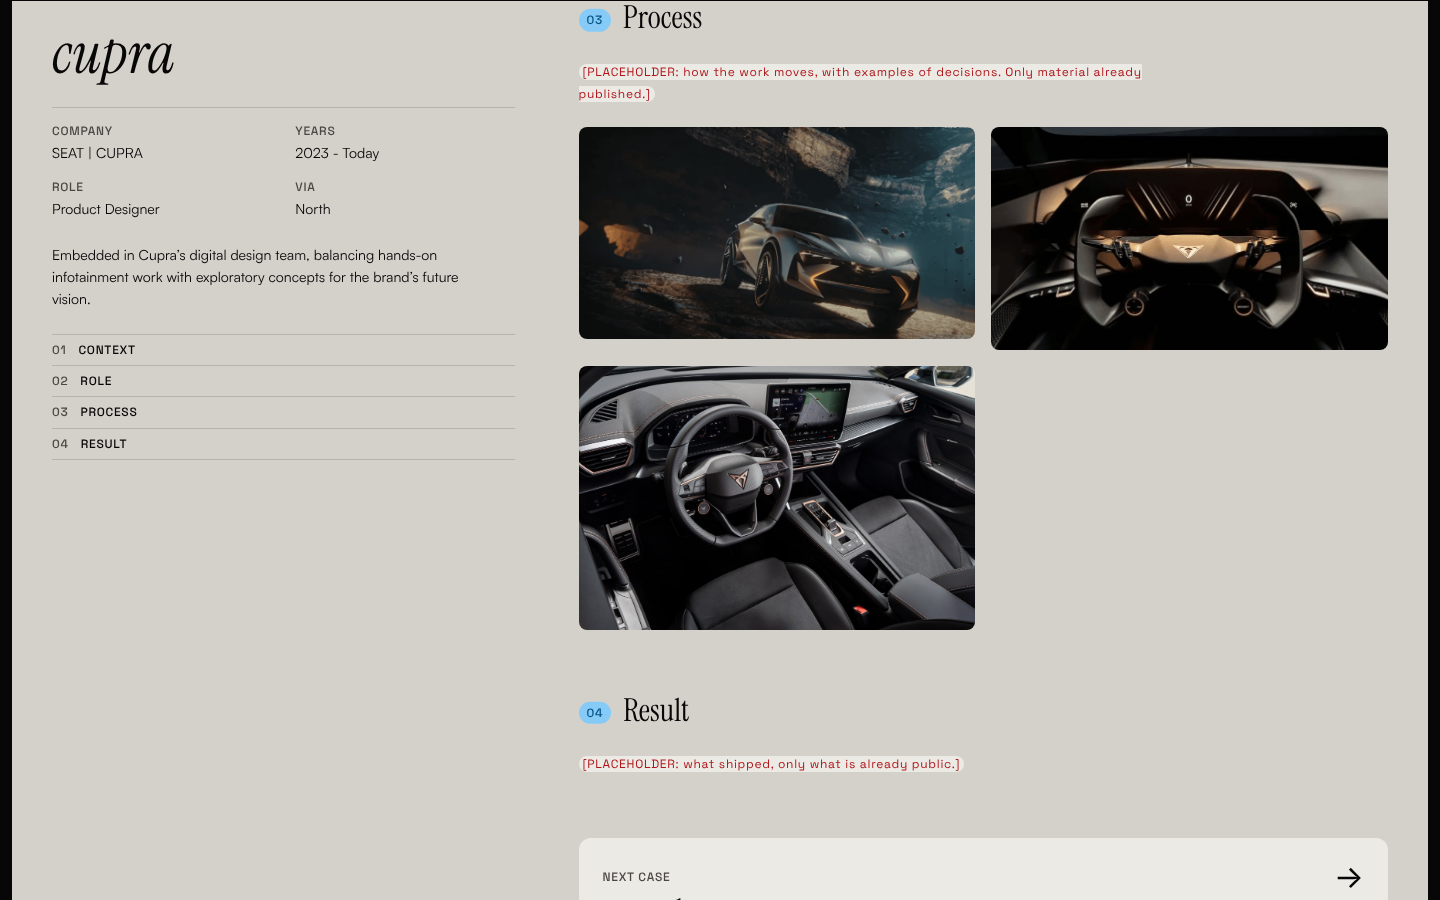 cupra
COMPANY
SEAT | CUPRA
YEARS
2023 - Today
ROLE
Product Designer
VIA
North
Embedded in Cupra’s digital design team, balancing hands-on
infotainment work with exploratory concepts for the brand’s future
vision.
01 CONTEXT
02 ROLE
03 PROCESS
04 RESULT
03 Process
[PLACEHOLDER: how the work moves, with examples of decisions. Only material already
published.]
0
04 Result
[PLACEHOLDER: what shipped, only what is already public.]
NEXT CASE